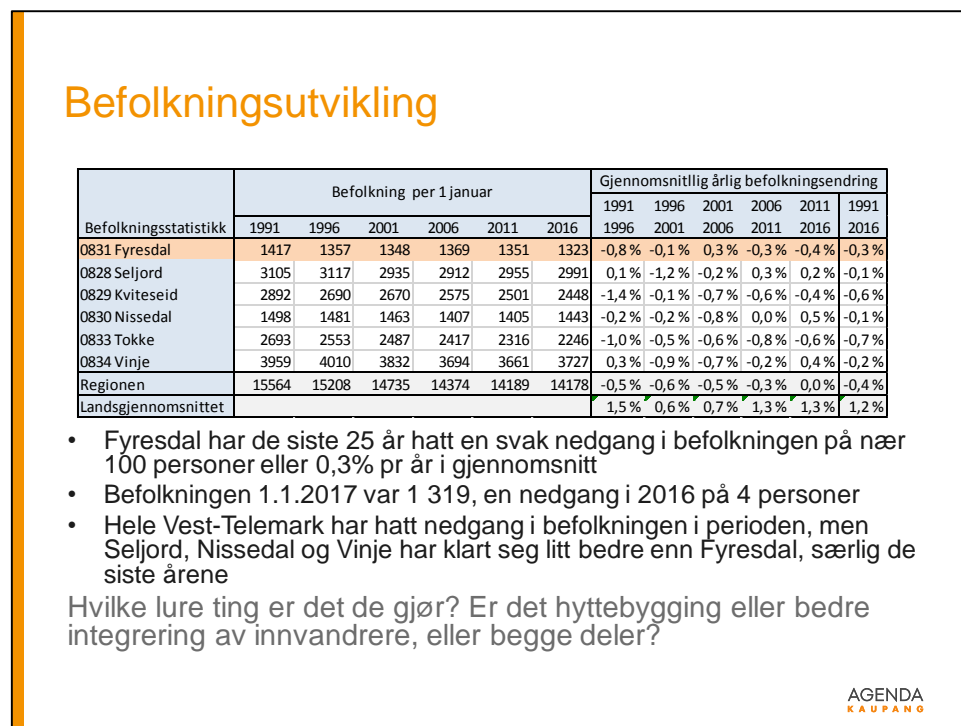 Befolkningsutvikling
Befolkning per 1 januar Gjennomsnitllig årlig befolkningsendring
1991 1996 2001 2006 2011 1991
Befolkningsstatistikk 1991 1996 2001 2006 2011 2016 1996 2001 2006 2011 2016 2016
0831 Fyresdal 1417 1357 1348 1369 1351 1323 -0,8 % -0,1 % 0,3 % -0,3 % -0,4 % -0,3 %
0828 Seljord 3105 3117 2935 2912 2955 2991 0,1 % -1,2 % -0,2 % 0,3 % 0,2 % -0,1 %
0829 Kviteseid 2892 2690 2670 2575 2501 2448 -1,4 % -0,1 % -0,7 % -0,6 % -0,4 % -0,6 %
0830 Nissedal 1498 1481 1463 1407 1405 1443 -0,2 % -0,2 % -0,8 % 0,0 % 0,5 % -0,1 %
0833 Tokke 2693 2553 2487 2417 2316 2246 -1,0 % -0,5 % -0,6 % -0,8 % -0,6 % -0,7 %
0834 Vinje 3959 4010 3832 3694 3661 3727 0,3 % -0,9 % -0,7 % -0,2 % 0,4 % -0,2 %
Regionen 15564 15208 14735 14374 14189 14178 -0,5 % -0,6 % -0,5 % -0,3 % 0,0 % -0,4 %
Landsgjennomsnittet 1,5 % 0,6 % 0,7 % 1,3 % 1,3 % 1,2 %
• Fyresdal har de siste 25 år hatt en svak nedgang i befolkningen på nær
100 personer eller 0,3% pr år i gjennomsnitt
• Befolkningen 1.1.2017 var 1 319, en nedgang i 2016 på 4 personer
• Hele Vest-Telemark har hatt nedgang i befolkningen i perioden, men
Seljord, Nissedal og Vinje har klart seg litt bedre enn Fyresdal, særlig de
siste årene
Hvilke lure ting er det de gjør? Er det hyttebygging eller bedre
integrering av innvandrere, eller begge deler?
AGENDA
KAUPANG